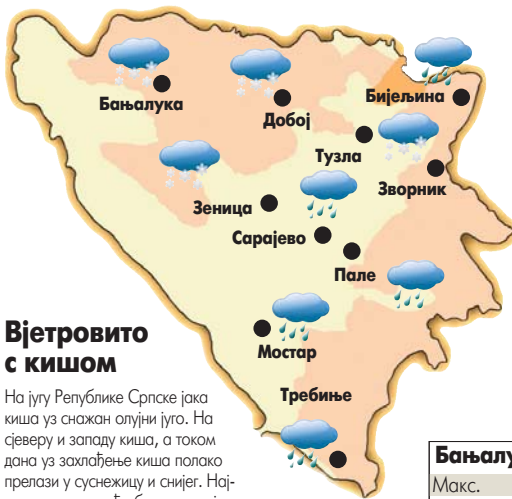 Бањалука
Добој
Бијељина
Тузла
Зворник
Зеница
Сарајево
Пале
Мостар
Требиње
Вјетровито
с кишом
На југу Републике Српске јака
киша уз снажан олујни југо. На
сјеверу и западу киша, а током
дана уз захлађење киша полако
прелази у суснежицу и снијег. Нај-
Бањалу
Макс.